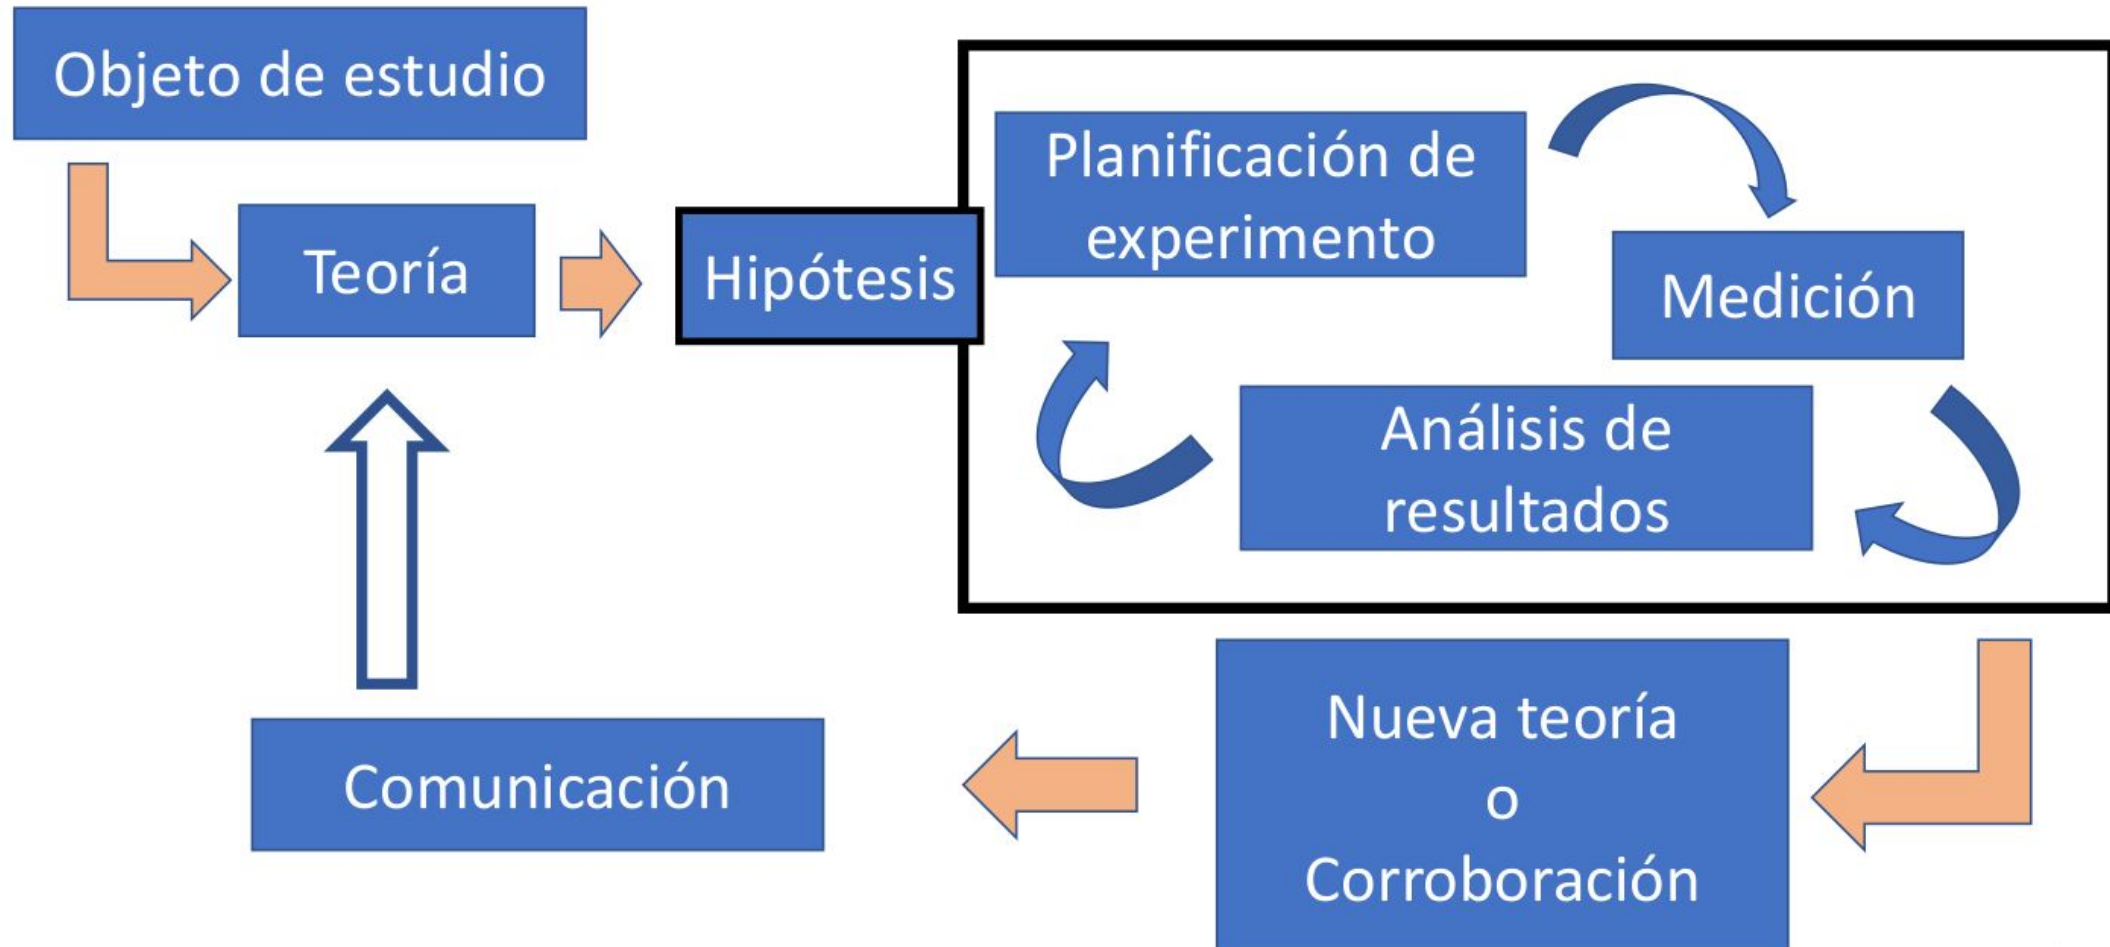 Objeto de estudio
Teoría
Hipótesis
Planificación de
experimento
Medición
Análisis de
resultados
Nueva teoría
o
Corroboración
Comunicación